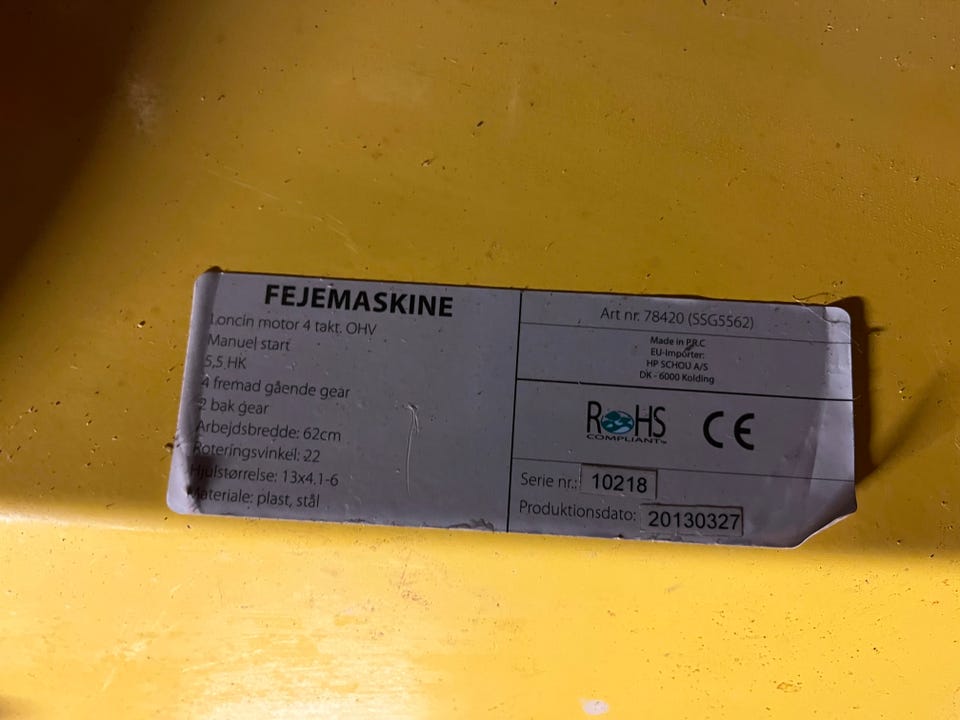 FEJEMASKINE
Loncin motor 4 takt. OHV
Manuel start
5,5 HK
4 fremad gående gear
2 bak gear
Arbejdsbredde: 62cm
Roteringsvinkel: 22
Hjulstørrelse: 13x4.1-6
Materiale: plast, stål
Art nr. 78420 (SSG5562)
Made in P.R.C
EU-Importer:
HP SCHOU A/S
DK - 6000 Kolding
RoHS
COMPLIANT™
CE
Serie nr.: 10218
Produktionsdato: 20130327